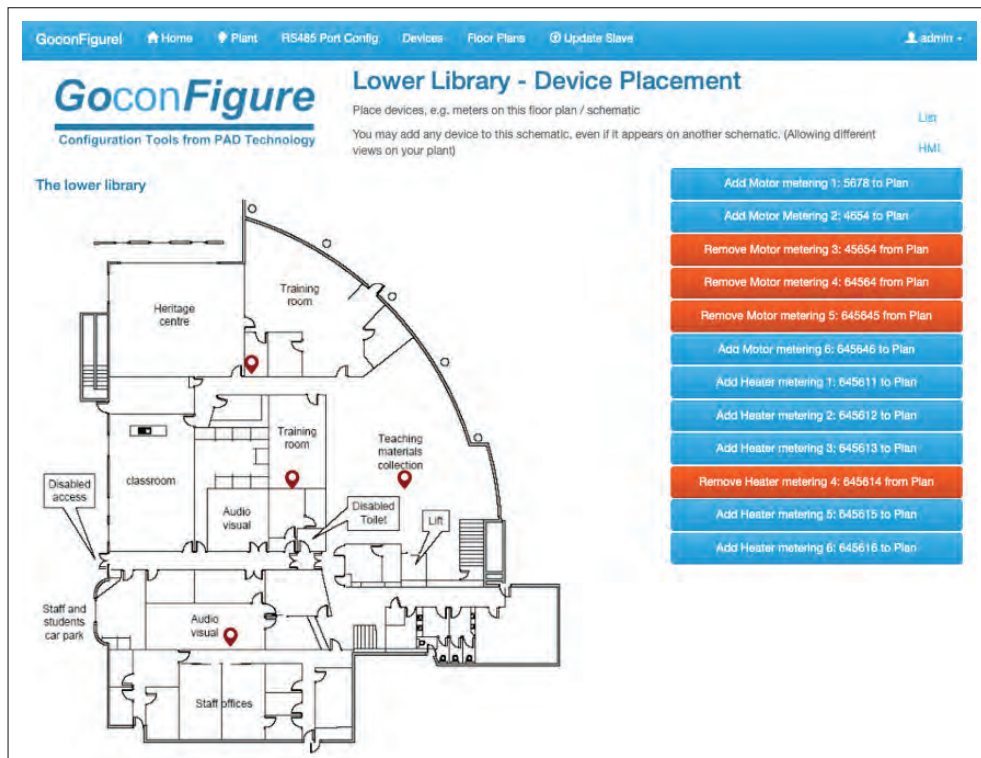 GoconFigure! Home Plant RS485 Port Config Devices Floor Plans Update Slave admin
GoconFigure
Configuration Tools from PAD Technology
Lower Library - Device Placement
Place devices, e.g. meters on this floor plan / schematic
You may add any device to this schematic, even if it appears on another schematic. (Allowing different
views on your plant)
List
HMI
The lower library
Add Motor metering 1: 5678 to Plan
Add Motor Metering 2: 4654 to Plan
Remove Motor metering 3: 45654 from Plan
Remove Motor metering 4: 64564 from Plan
Remove Motor metering 5: 645645 from Plan
Add Motor metering 6: 645646 to Plan
Add Heater metering 1: 645611 to Plan
Add Heater metering 2: 645612 to Plan
Add Heater metering 3: 645613 to Plan
Remove Heater metering 4: 645614 from Plan
Add Heater metering 5: 645615 to Plan
Add Heater metering 6: 645616 to Plan
Training
room
Heritage
centre
Training
room
Teaching
materials
collection
classroom
Disabled
access
Audio
visual
Disabled
Toilet
Lift
Staff and
students
car park
Audio
visual
Staff offices